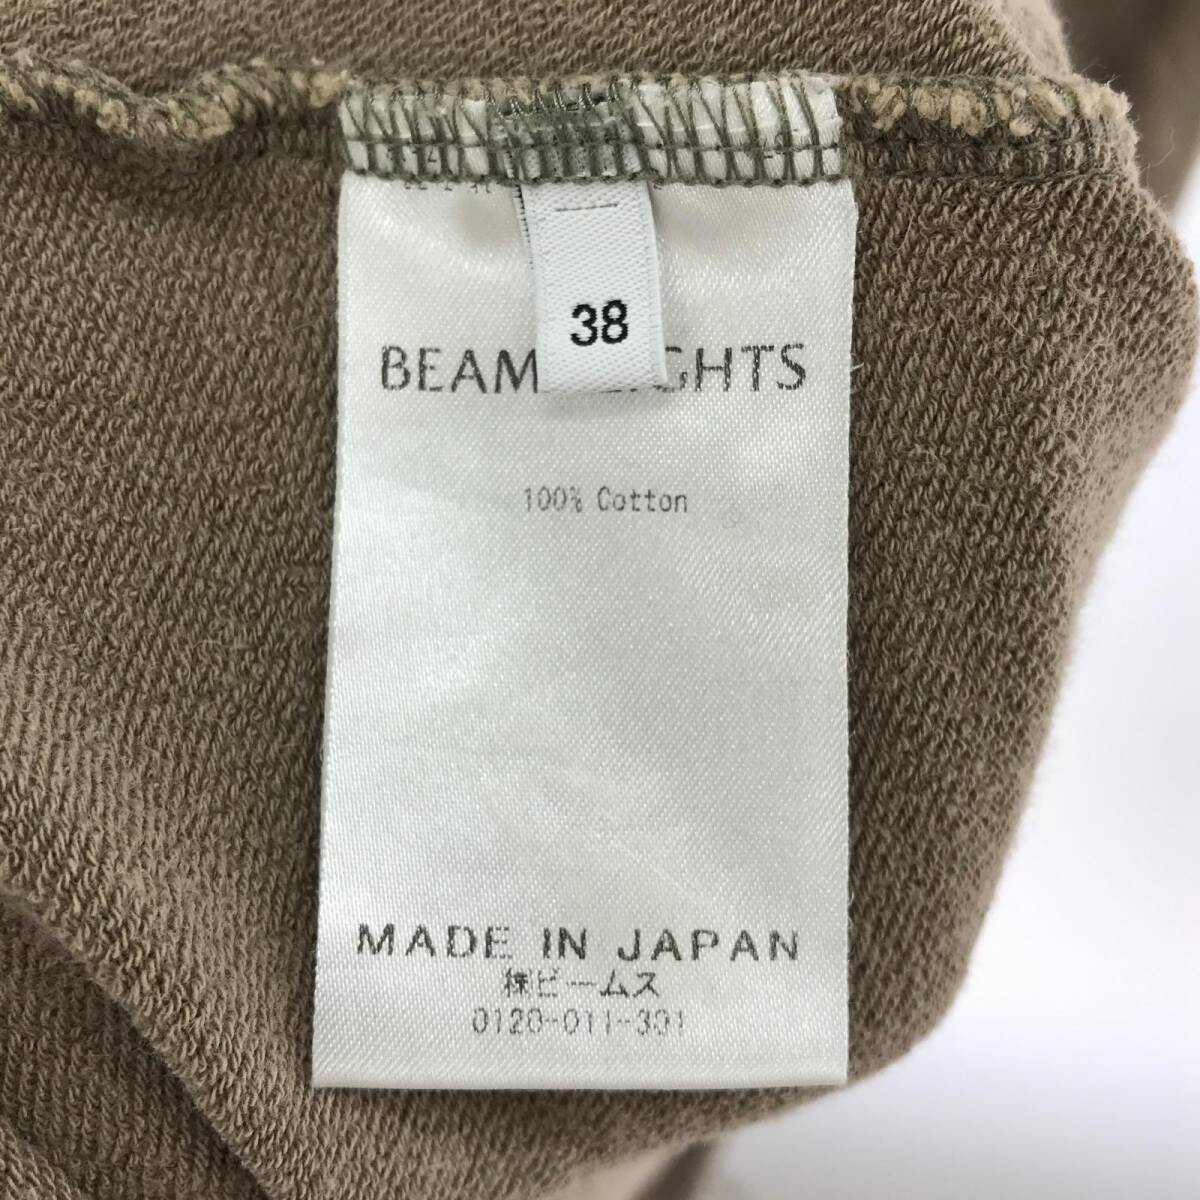 38
BEAM GHTS
100% Cotton
MADE IN JAPAN
㈱ビームス
0120-011-301